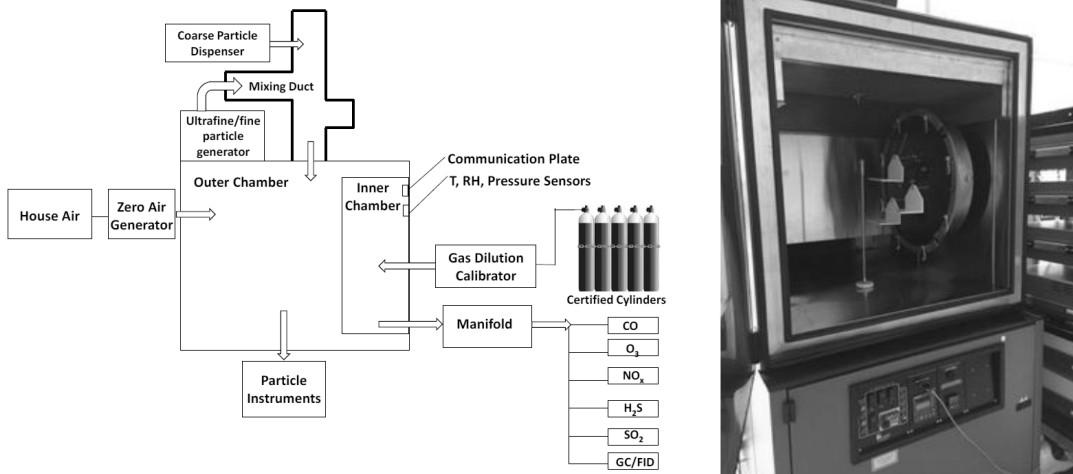 Coarse Particle
Dispenser
Mixing Duct
Ultrafine/fine
particle
generator
Outer Chamber
Inner
Chamber
Communication Plate
T, RH, Pressure Sensors
House Air
Zero Air
Generator
Gas Dilution
Calibrator
Certified Cylinders
Manifold
CO
O₃
NOₓ
H₂S
SO₂
GC/FID
Particle
Instruments